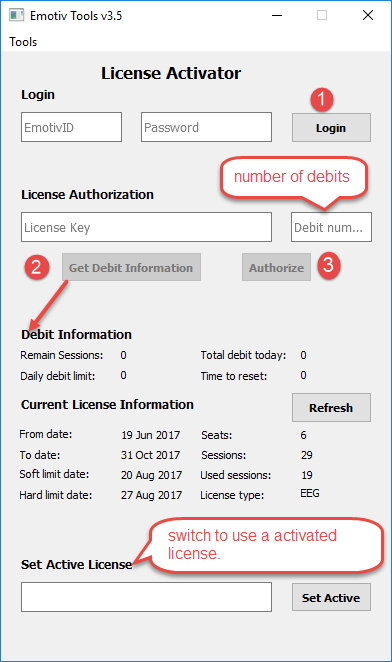 Emotiv Tools v3.5
Tools
License Activator
Login
1
EmotivID Password Login
number of debits
License Authorization
License Key Debit num...
2 Get Debit Information Authorize 3
Debit Information
Remain Sessions: 0 Total debit today: 0
Daily debit limit: 0 Time to reset: 0
Current License Information Refresh
From date: 19 Jun 2017 Seats: 6
To date: 31 Oct 2017 Sessions: 29
Soft limit date: 20 Aug 2017 Used sessions: 19
Hard limit date: 27 Aug 2017 License type: EEG
switch to use a activated
license.
Set Active License
Set Active